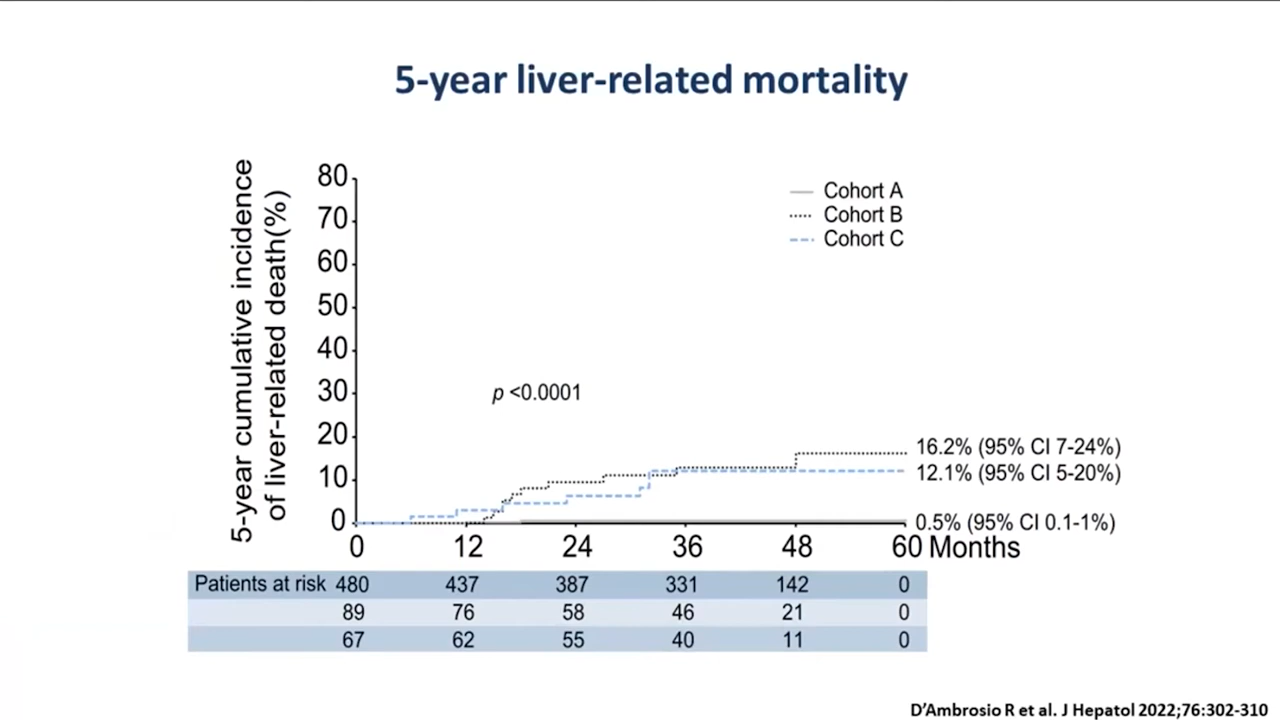 5-year liver-related mortality
5-year cumulative incidence
of liver-related death(%)
80
70
60
50
40
30
20
10
0
Cohort A
Cohort B
Cohort C
p <0.0001
16.2% (95% CI 7-24%)
12.1% (95% CI 5-20%)
0.5% (95% CI 0.1-1%)
0 12 24 36 48 60 Months
Patients at risk 480 437 387 331 142 0
89 76 58 46 21 0
67 62 55 40 11 0
D’Ambrosio R et al. J Hepatol 2022;76:302-310